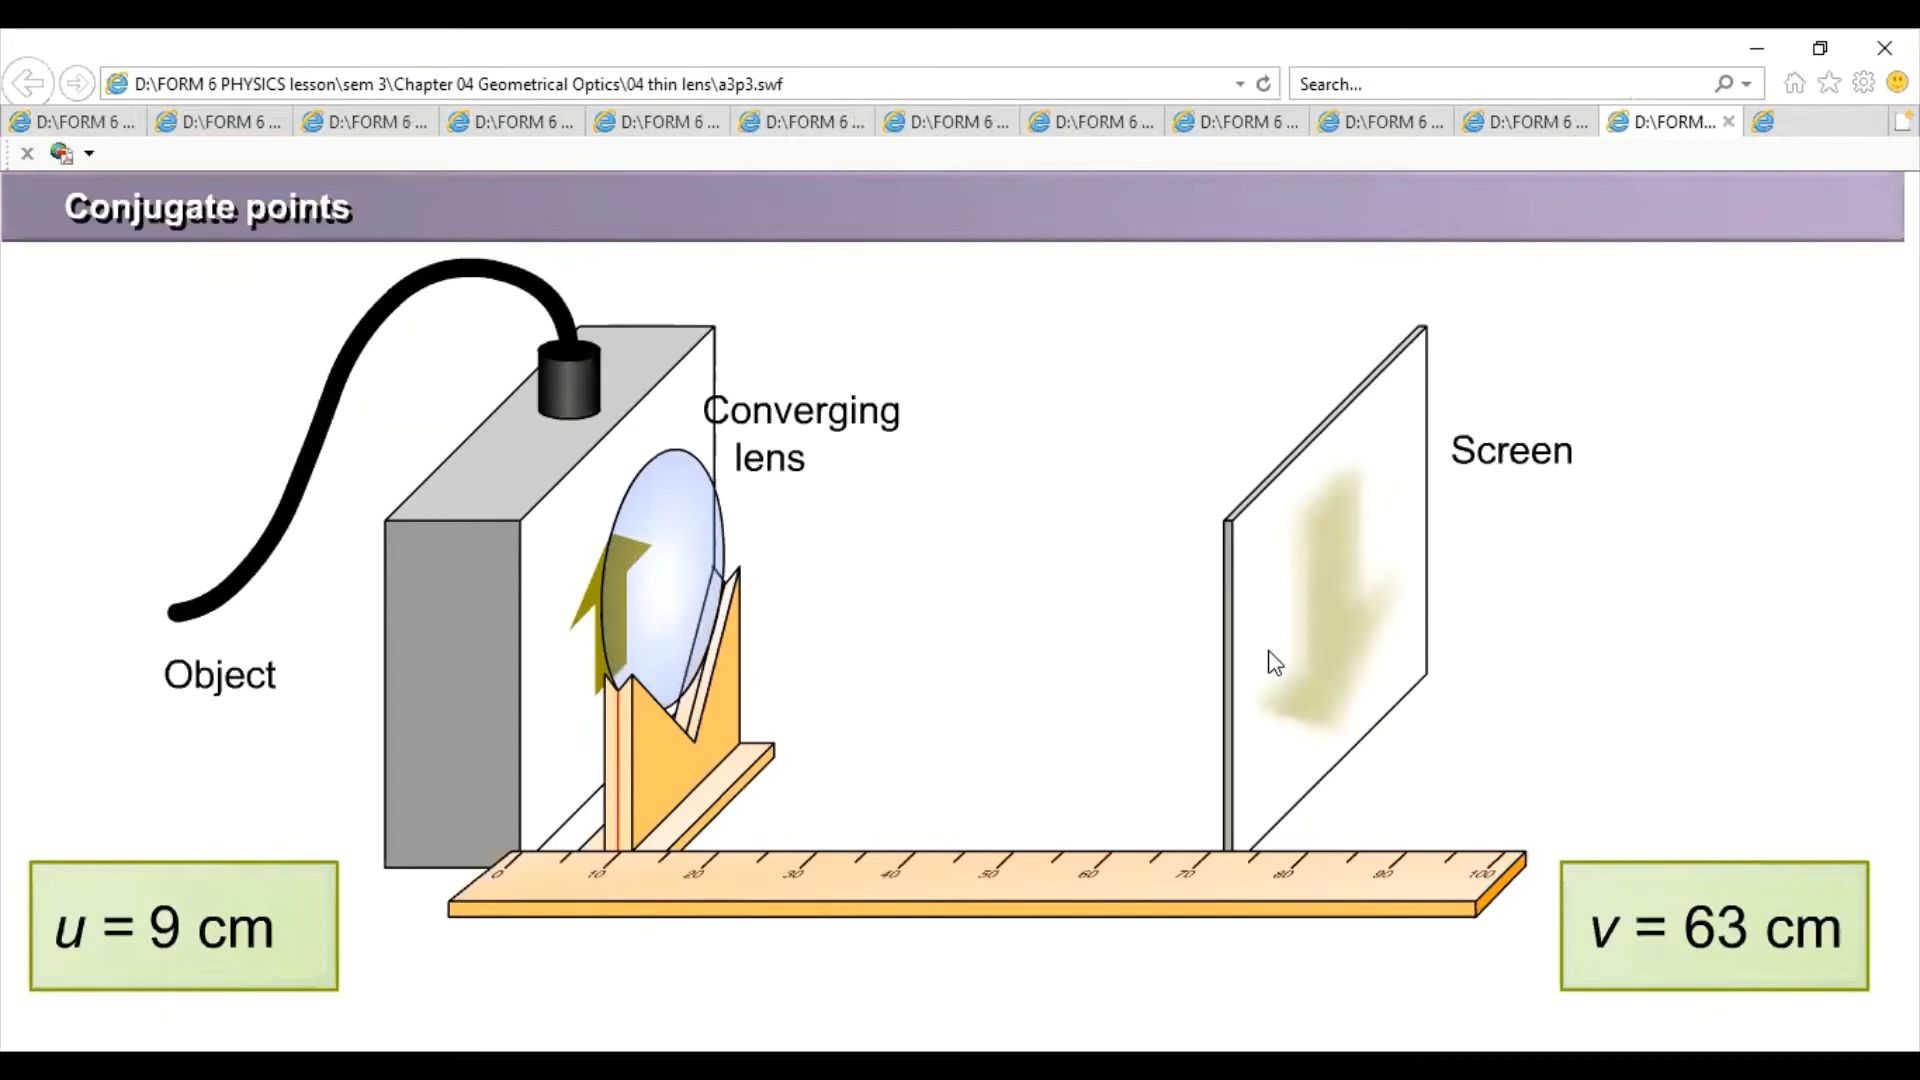 D:\FORM 6 PHYSICS lesson\sem 3\Chapter 04 Geometrical Optics\04 thin lens\a3p3.swf
Search...
D:\FORM 6 ...
D:\FORM 6 ...
D:\FORM 6 ...
D:\FORM 6 ...
D:\FORM 6 ...
D:\FORM 6 ...
D:\FORM 6 ...
D:\FORM 6 ...
D:\FORM 6 ...
D:\FORM 6 ...
D:\FORM 6 ...
D:\FORM...
Conjugate points
Converging
lens
Screen
Object
0 10 20 30 40 50 60 70 80 90 100
u = 9 cm
v = 63 cm